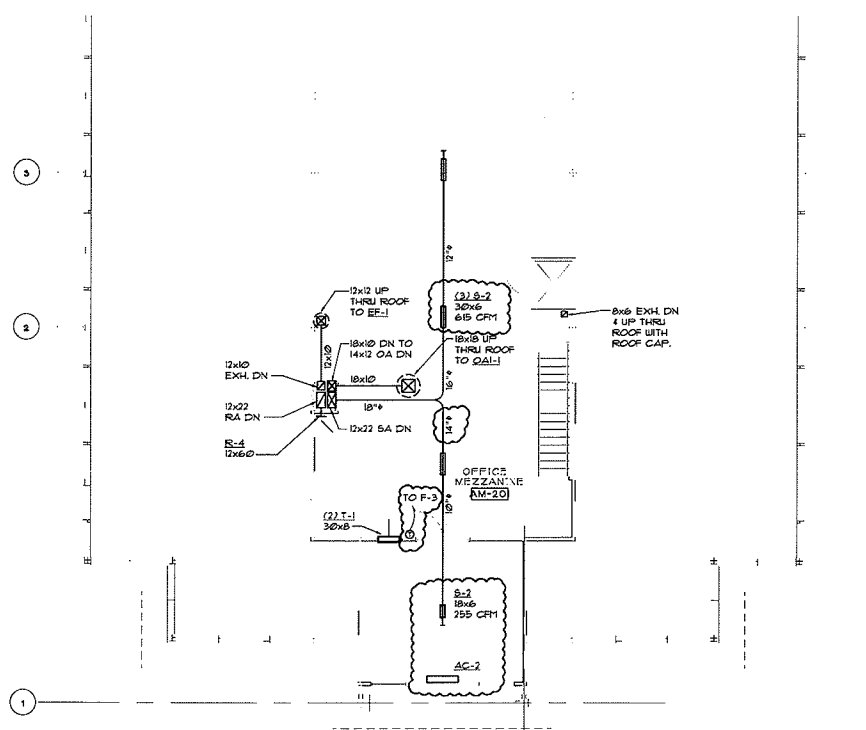 3
12"⌀
(3) S-2
30x6
615 CFM
12x12 UP
THRU ROOF
TO EF-1
2
8x6 EXH. DN
& UP THRU
ROOF WITH
ROOF CAP.
18x10 DN TO
14x12 OA DN
18x18 UP
THRU ROOF
TO OAI-1
12x10
12x10
EXH. DN
18x10
16"⌀
12x22
RA DN
18"⌀
14"⌀
12x22 SA DN
R-4
12x60
OFFICE
MEZZANINE
AM-201
TO F-3
10"⌀
(2) T-1
30x8
T
S-2
18x6
255 CFM
AC-2
1